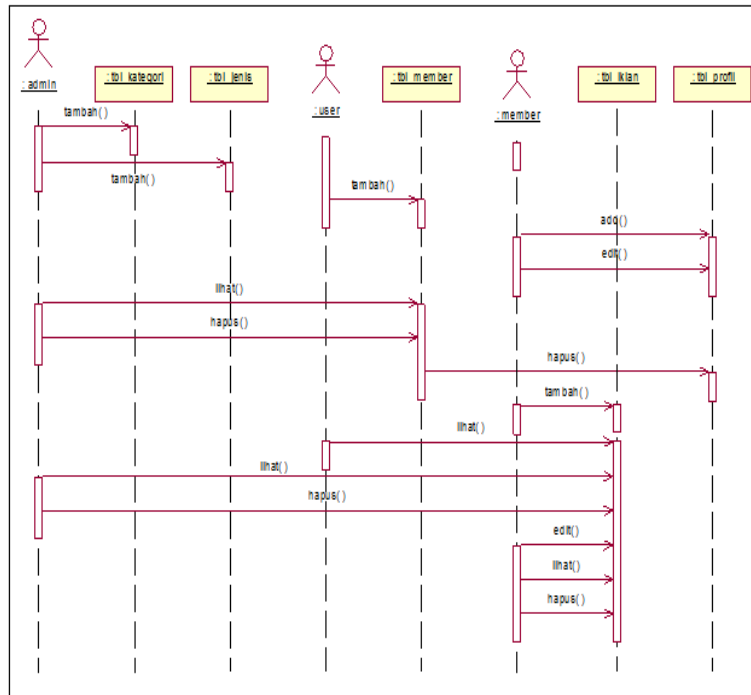 : admin
: tbl_kategori
: tbl_jenis
: user
: tbl_member
: member
: tbl_iklan
: tbl_profil
tambah( )
tambah( )
tambah( )
add( )
edit( )
lihat( )
hapus( )
hapus( )
tambah( )
lihat( )
lihat( )
hapus( )
edit( )
lihat( )
hapus( )